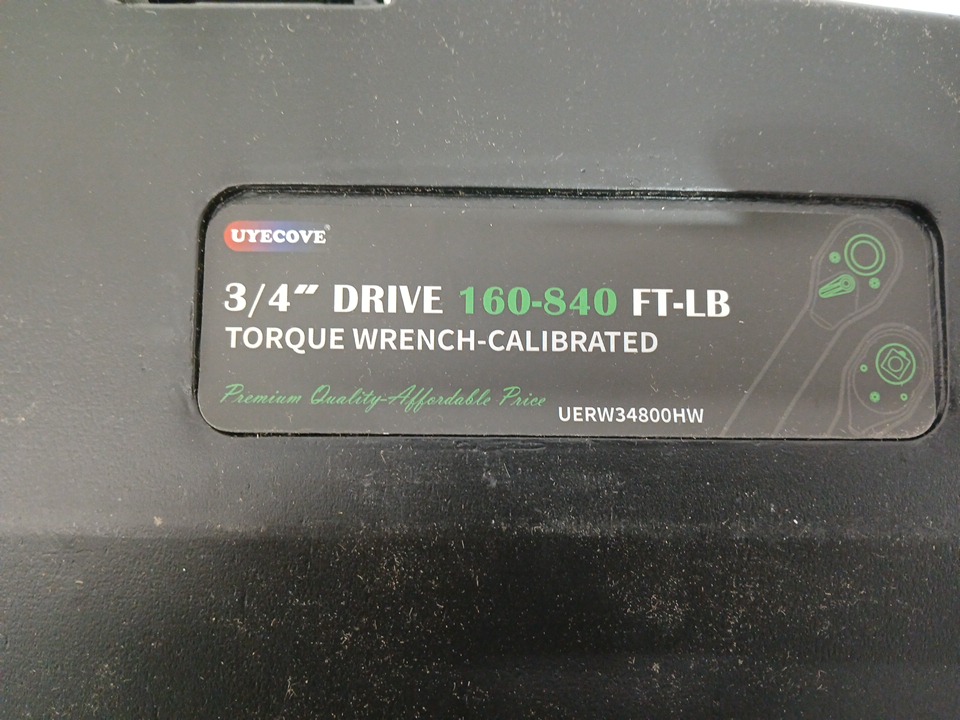 UYECOVE®
3/4" DRIVE 160-840 FT-LB
TORQUE WRENCH-CALIBRATED
Premium Quality-Affordable Price
UERW34800HW